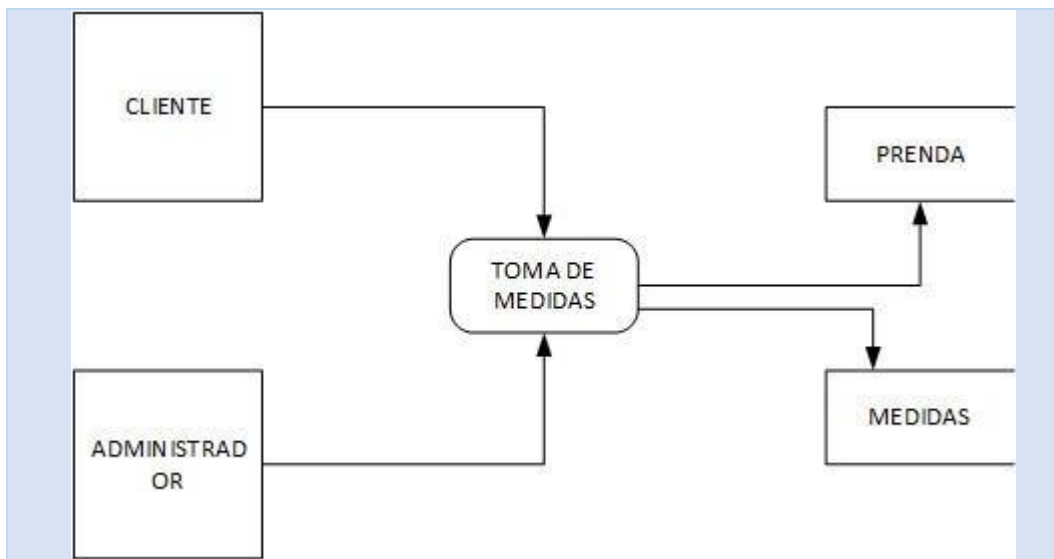 CLIENTE
PRENDA
TOMA DE
MEDIDAS
MEDIDAS
ADMINISTRAD
OR